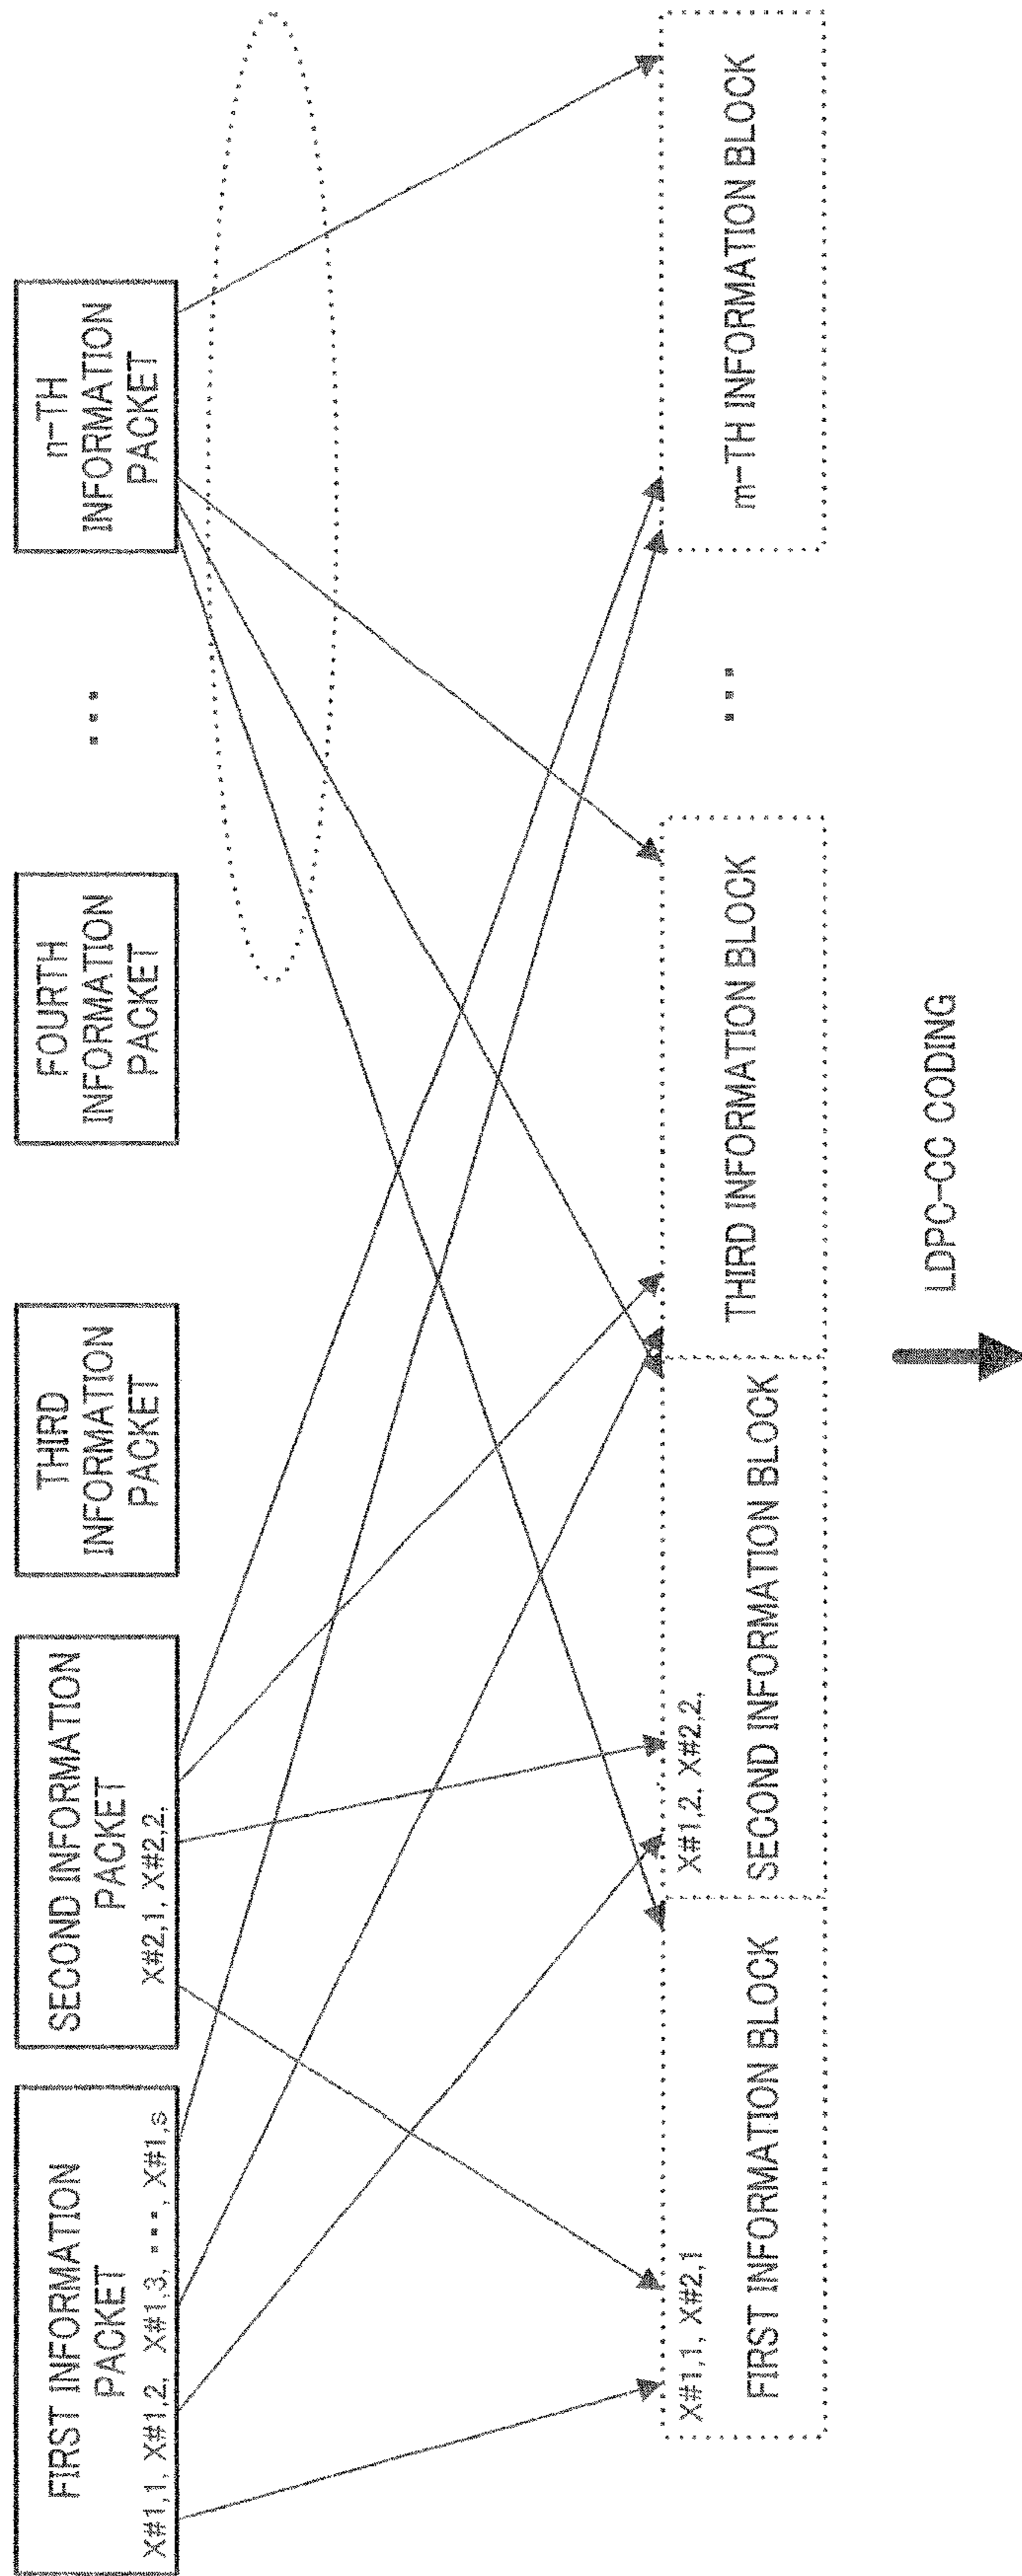 FIRST INFORMATION
PACKET
X#1,1, X#1,2, X#1,3, ..., X#1,s
SECOND INFORMATION
PACKET
X#2,1, X#2,2,
THIRD
INFORMATION
PACKET
FOURTH
INFORMATION
PACKET
...
n-TH
INFORMATION
PACKET
X#1,1, X#2,1
FIRST INFORMATION BLOCK
X#1,2, X#2,2,
SECOND INFORMATION BLOCK
THIRD INFORMATION BLOCK
...
m-TH INFORMATION BLOCK
LDPC-CC CODING